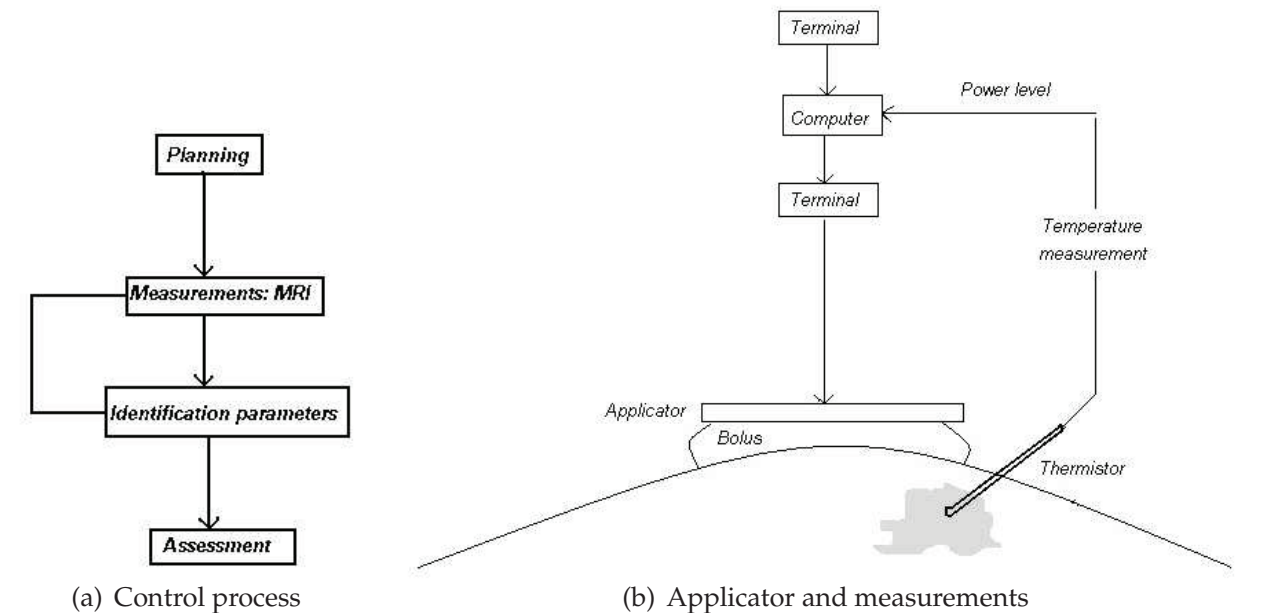 Planning
Measurements: MRI
Identification parameters
Assessment
(a) Control process
Terminal
Power level
Computer
Terminal
Temperature
measurement
Applicator
Bolus
Thermistor
(b) Applicator and measurements